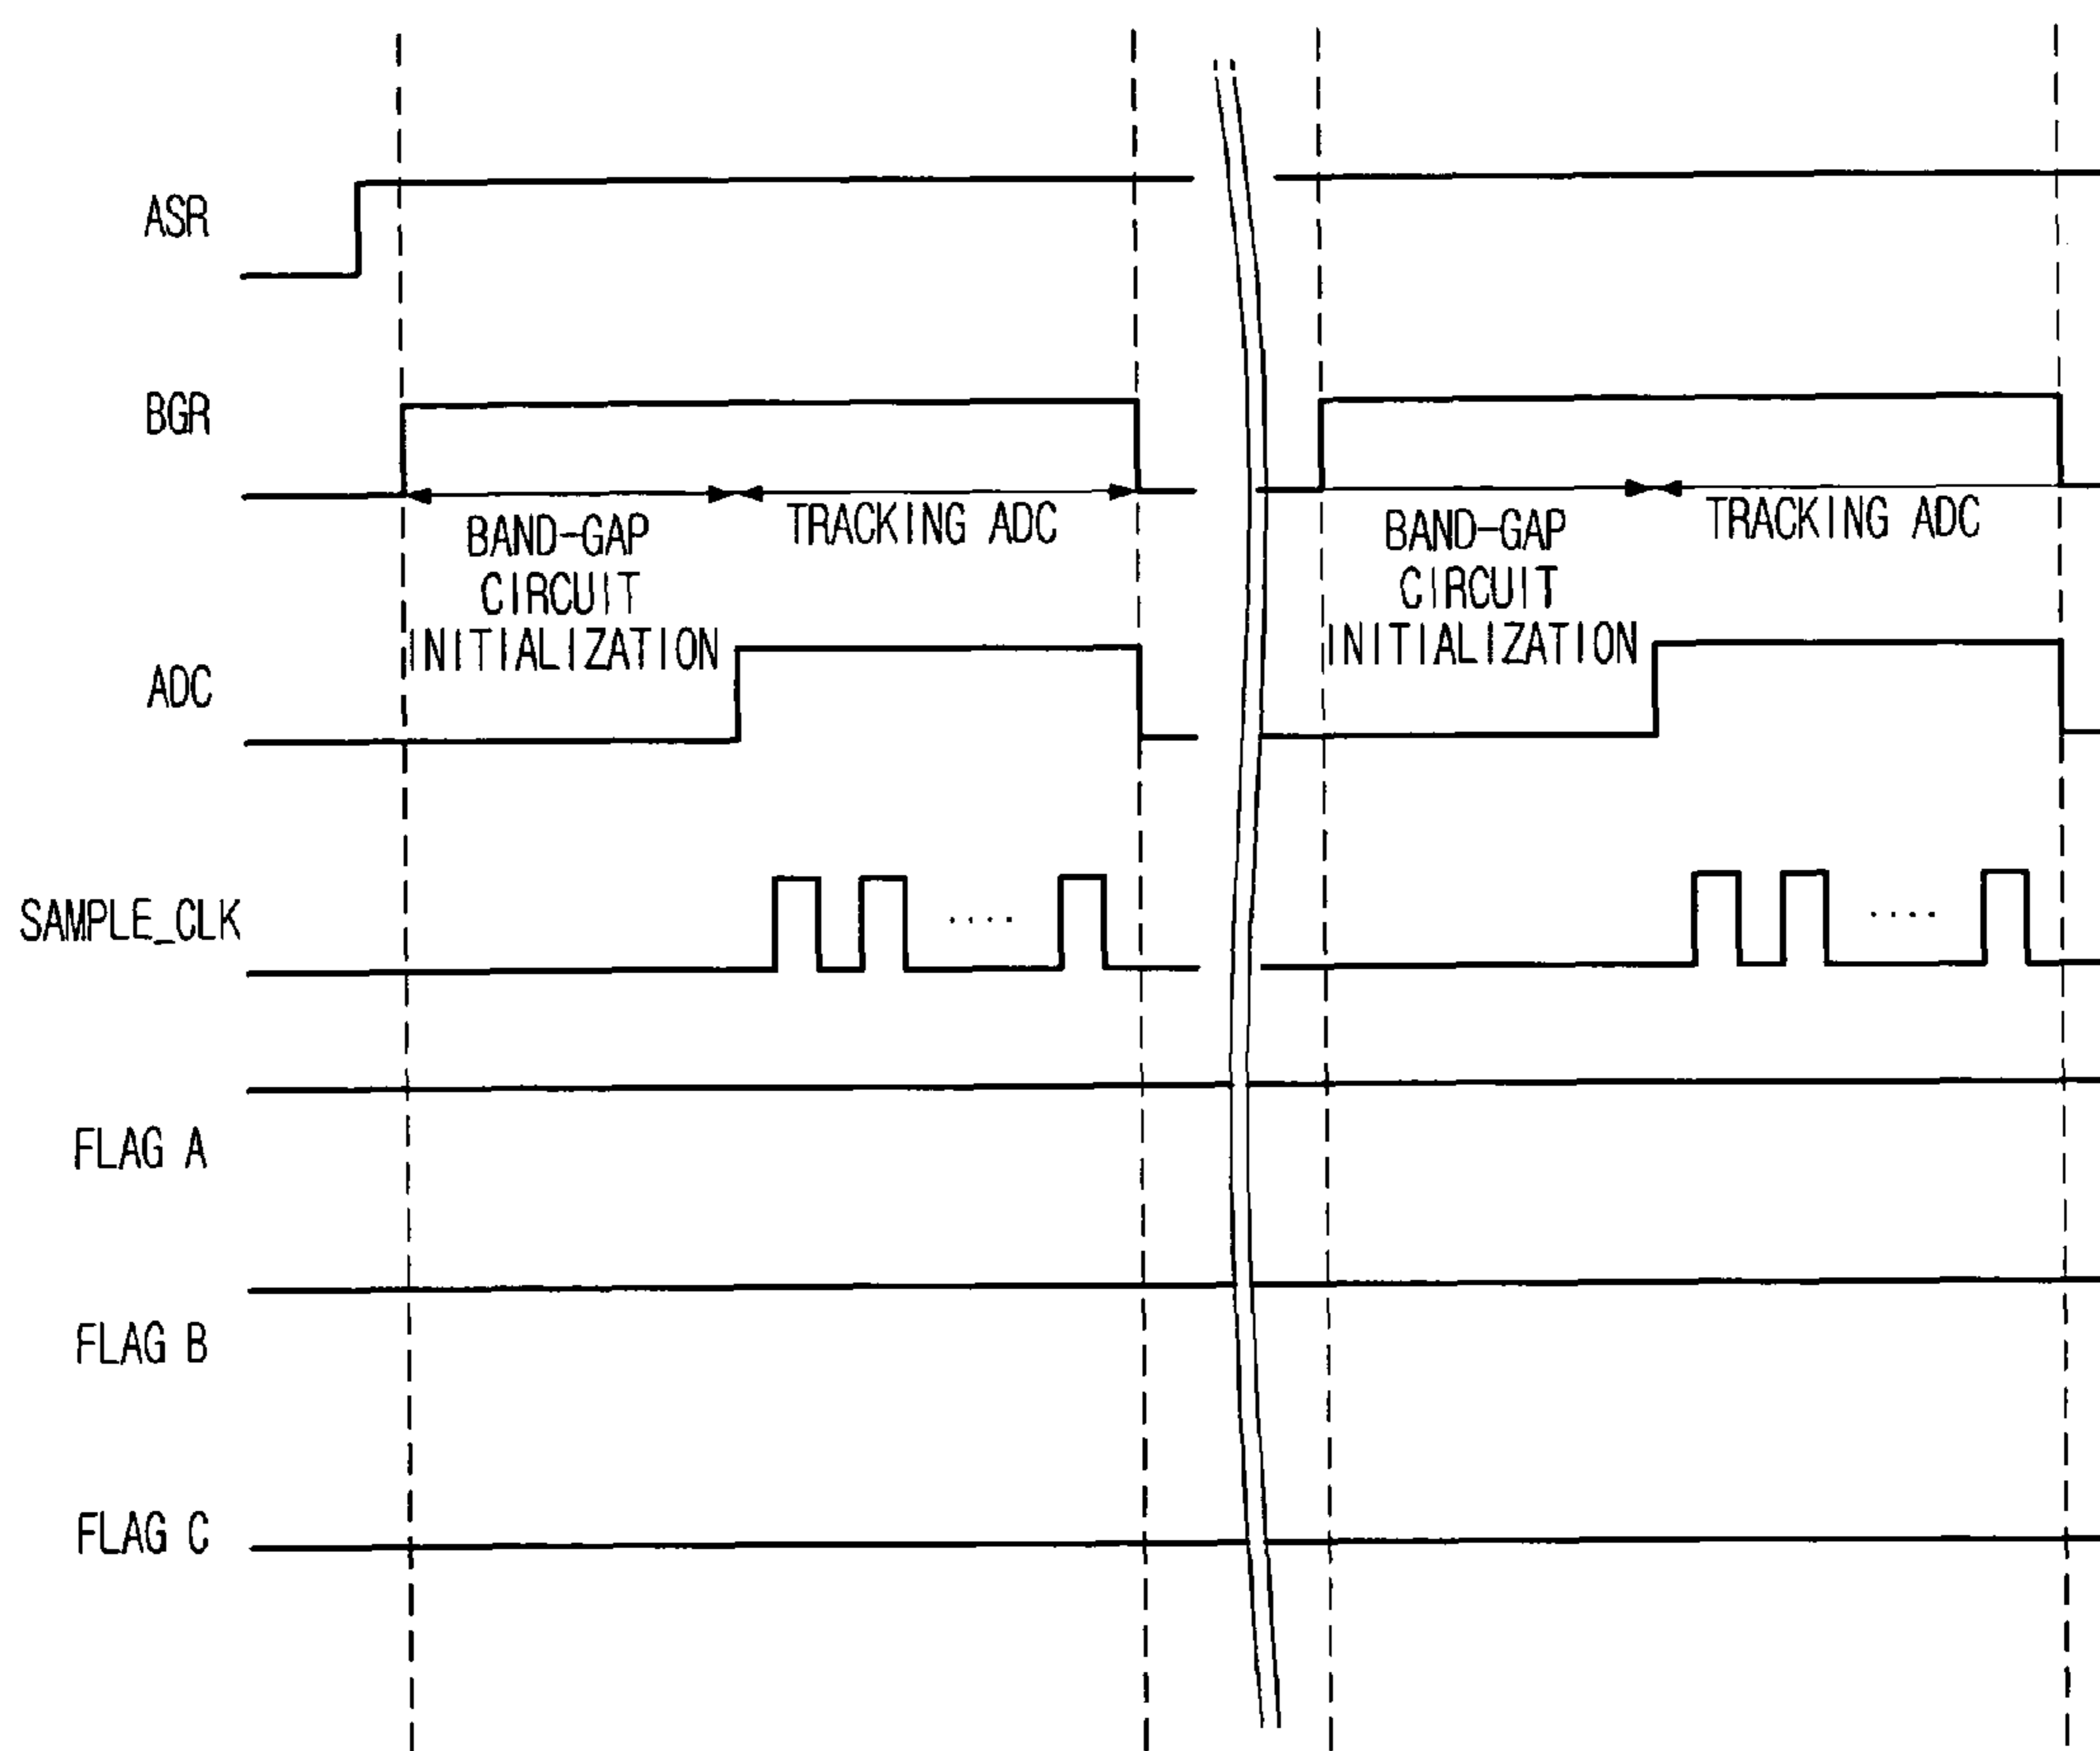 ASR
BGR
BAND-GAP
CIRCUIT
INITIALIZATION
TRACKING ADC
BAND-GAP
CIRCUIT
INITIALIZATION
TRACKING ADC
ADC
SAMPLE_CLK
....
....
FLAG A
FLAG B
FLAG C